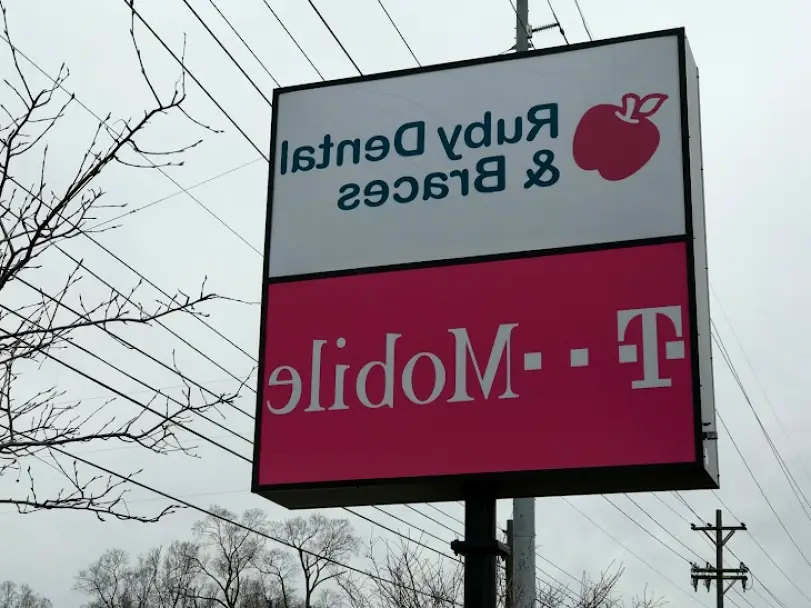 Ruby Dental
& Braces
T··Mobile